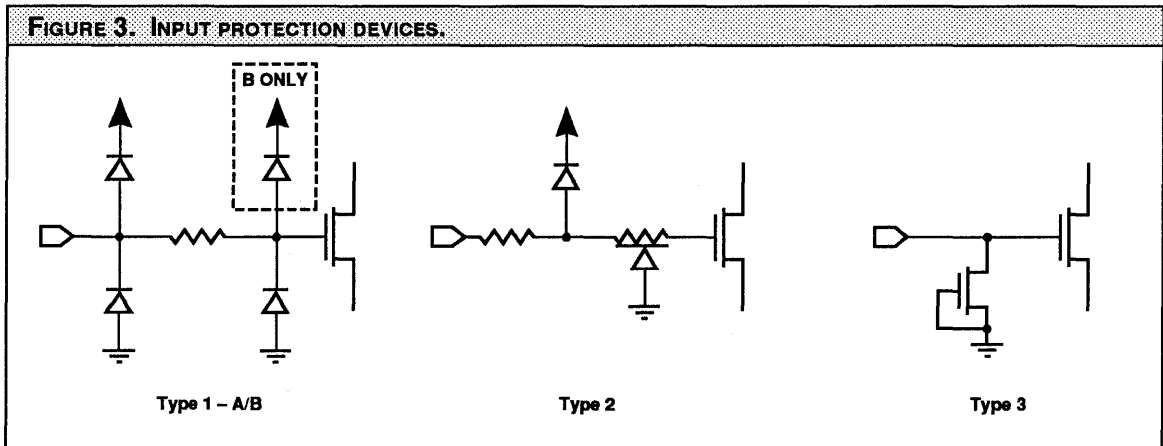 FIGURE 3. INPUT PROTECTION DEVICES.
B ONLY
Type 1 – A/B
Type 2
Type 3